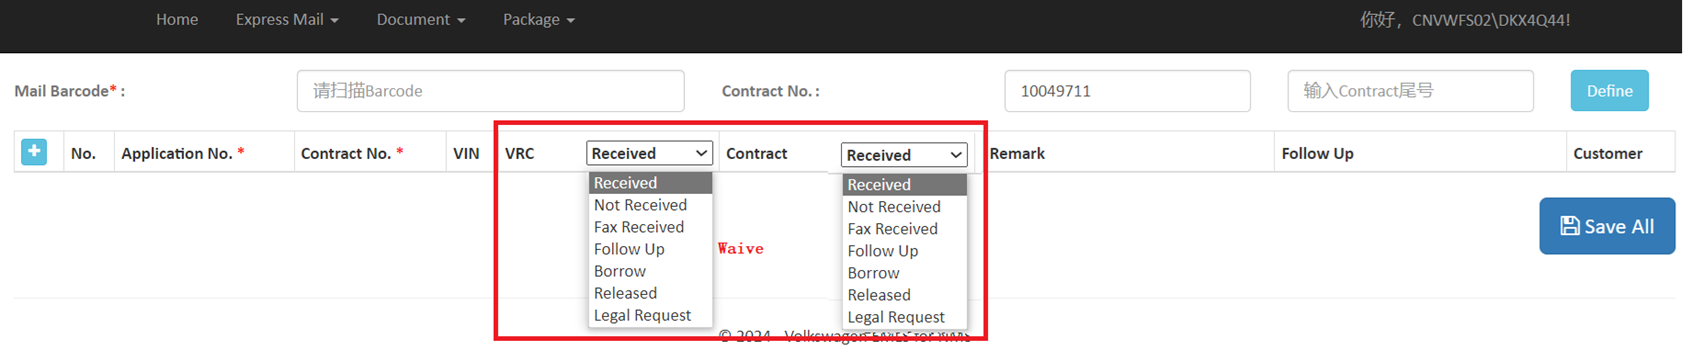 Home Express Mail Document Package 你好，CNVWFS02\DKX4Q44!
Mail Barcode* : 请扫描Barcode Contract No. : 10049711 输入Contract尾号 Define
+ No. Application No. * Contract No. * VIN VRC Received Contract Received Remark Follow Up Customer
Received Received
Not Received Not Received
Fax Received Fax Received
Follow Up Waive Follow Up
Borrow Borrow
Released Released
Legal Request Legal Request
Save All
© 2024 - Volkswagen